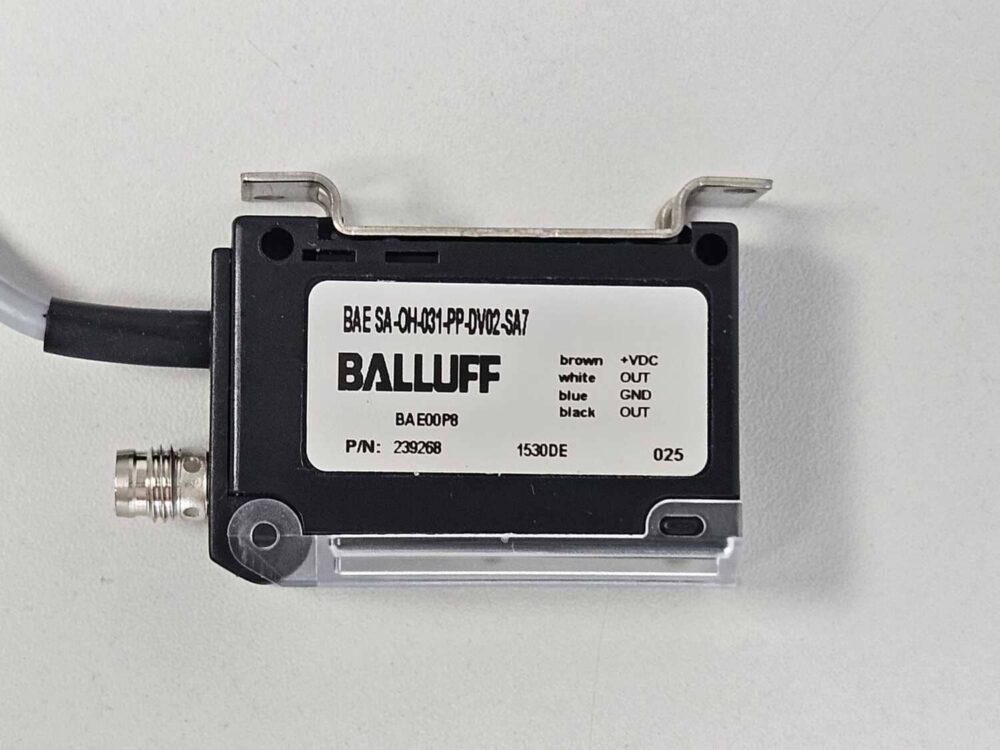 BAE SA-OH-031-PP-DV02-SA7
BALLUFF
BAE00P8
P/N: 239268
brown +VDC
white OUT
blue GND
black OUT
1530DE
025